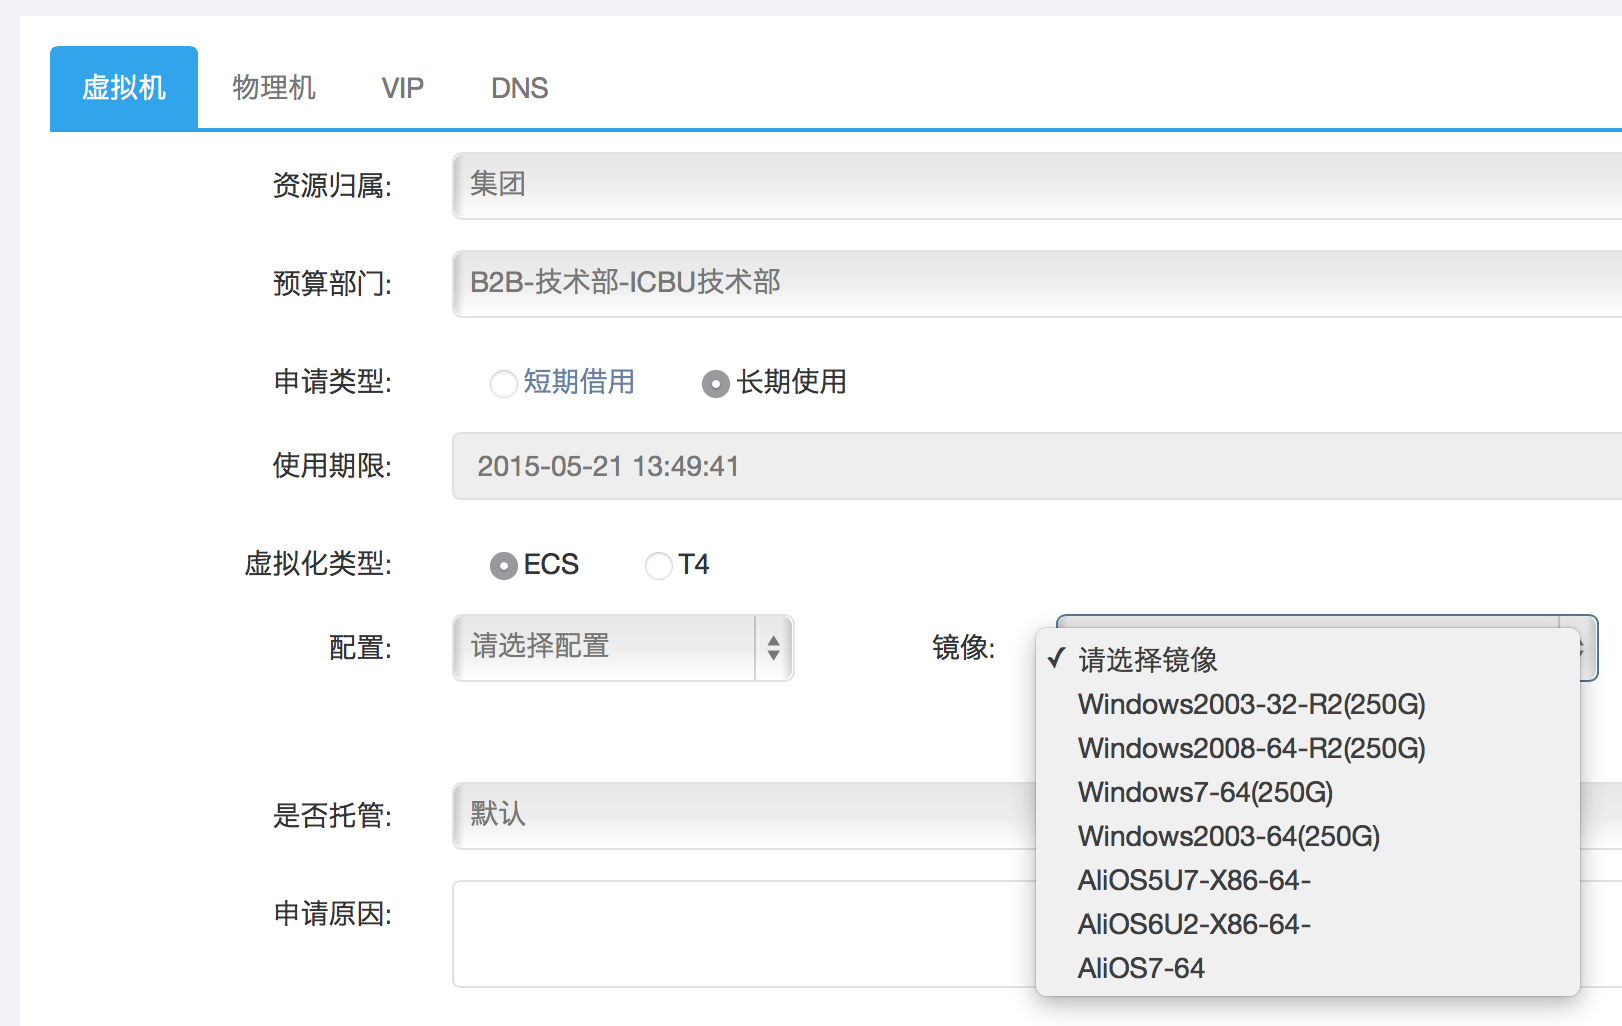 虚拟机 物理机 VIP DNS
资源归属: 集团
预算部门: B2B-技术部-ICBU技术部
申请类型: 短期借用 长期使用
使用期限: 2015-05-21 13:49:41
虚拟化类型: ECS T4
配置: 请选择配置 镜像:
✓ 请选择镜像
Windows2003-32-R2(250G)
Windows2008-64-R2(250G)
Windows7-64(250G)
Windows2003-64(250G)
AliOS5U7-X86-64-
AliOS6U2-X86-64-
AliOS7-64
是否托管: 默认
申请原因: